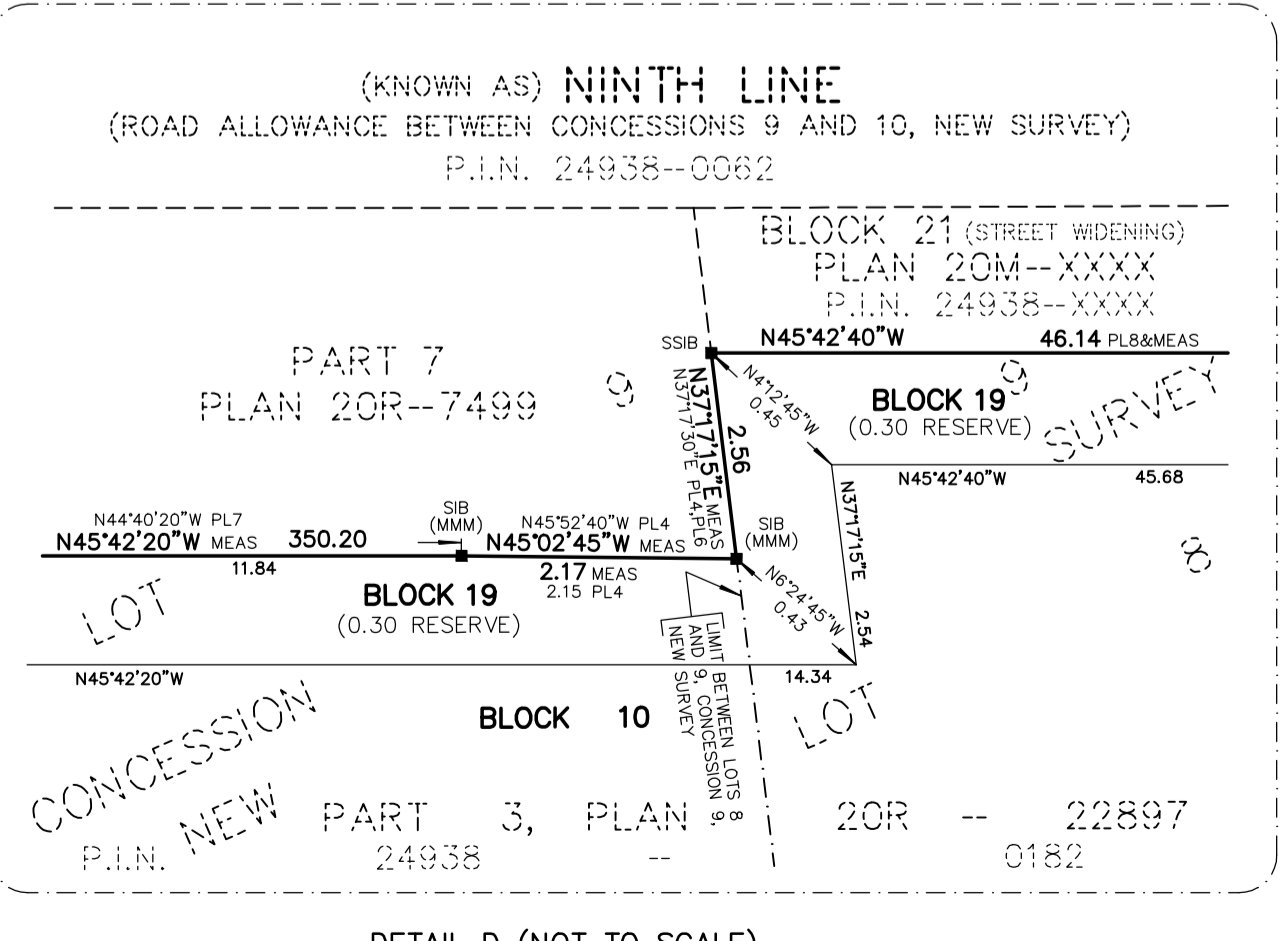 (KNOWN AS) NINTH LINE
(ROAD ALLOWANCE BETWEEN CONCESSIONS 9 AND 10, NEW SURVEY)
P.I.N. 24938--0062
BLOCK 21 (STREET WIDENING)
PLAN 20M--XXXX
P.I.N. 24938--XXXX
SSIB
N45°42'40"W 46.14 PL8&MEAS
PART 7
PLAN 20R--7499
9
N37°17'15"E MEAS
N37°17'30"E PL4,PL6
2.56
N4°12'45"W
0.45
BLOCK 19
(0.30 RESERVE)
9
SURVEY
N45°42'40"W 45.68
N37°17'15"E 2.54
8
N44°40'20"W PL7
N45°42'20"W MEAS 350.20
11.84
SIB
(MMM)
N45°52'40"W PL4
N45°02'45"W MEAS
2.17 MEAS
2.15 PL4
SIB
(MMM)
N6°24'45"W
0.43
LOT
BLOCK 19
(0.30 RESERVE)
LIMIT BETWEEN LOTS 8
AND 9, CONCESSION 9,
NEW SURVEY
N45°42'20"W
14.34
LOT
BLOCK 10
CONCESSION
NEW
PART 3, PLAN 20R -- 22897
P.I.N. 24938 -- 0182
DETAIL D (NOT TO SCALE)